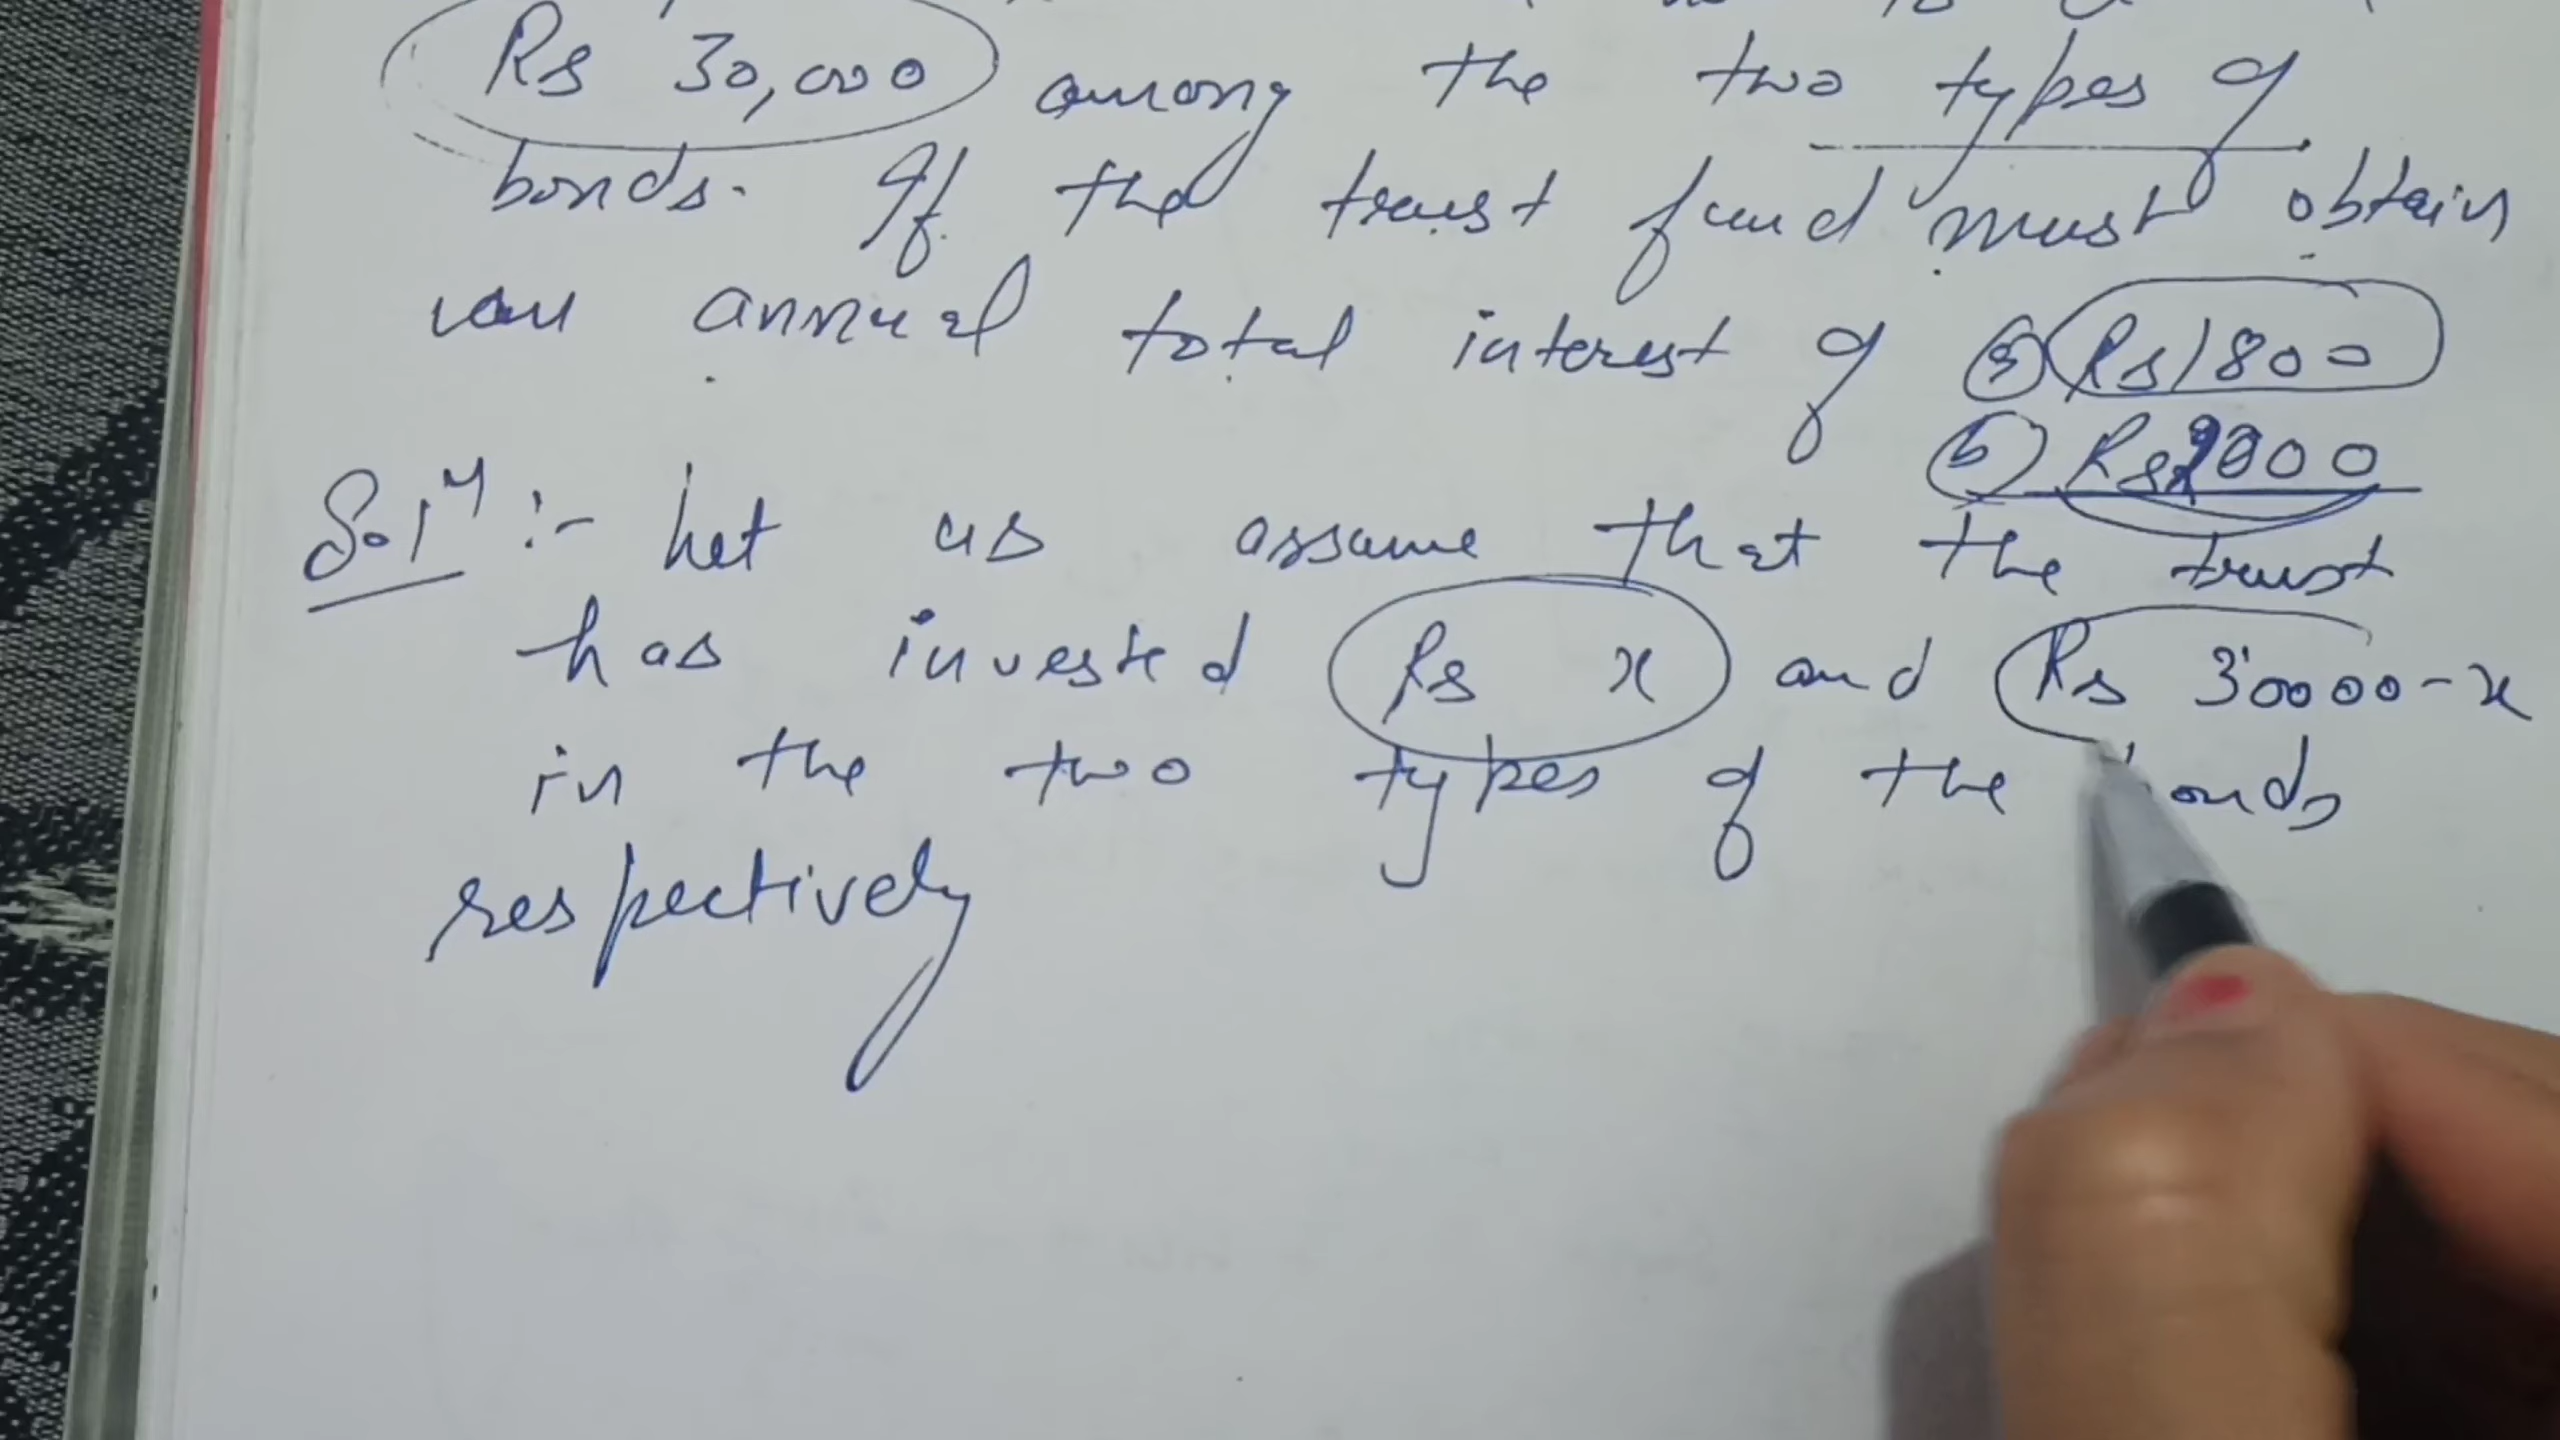 Rs 30,000 among the two types of
bonds. If the trust fund must obtain
an annual total interest of (a) Rs 1800
(b) Rs 2000
Solⁿ :- Let us assume that the trust
has invested Rs x and Rs 30000-x
in the two types of the bonds
respectively